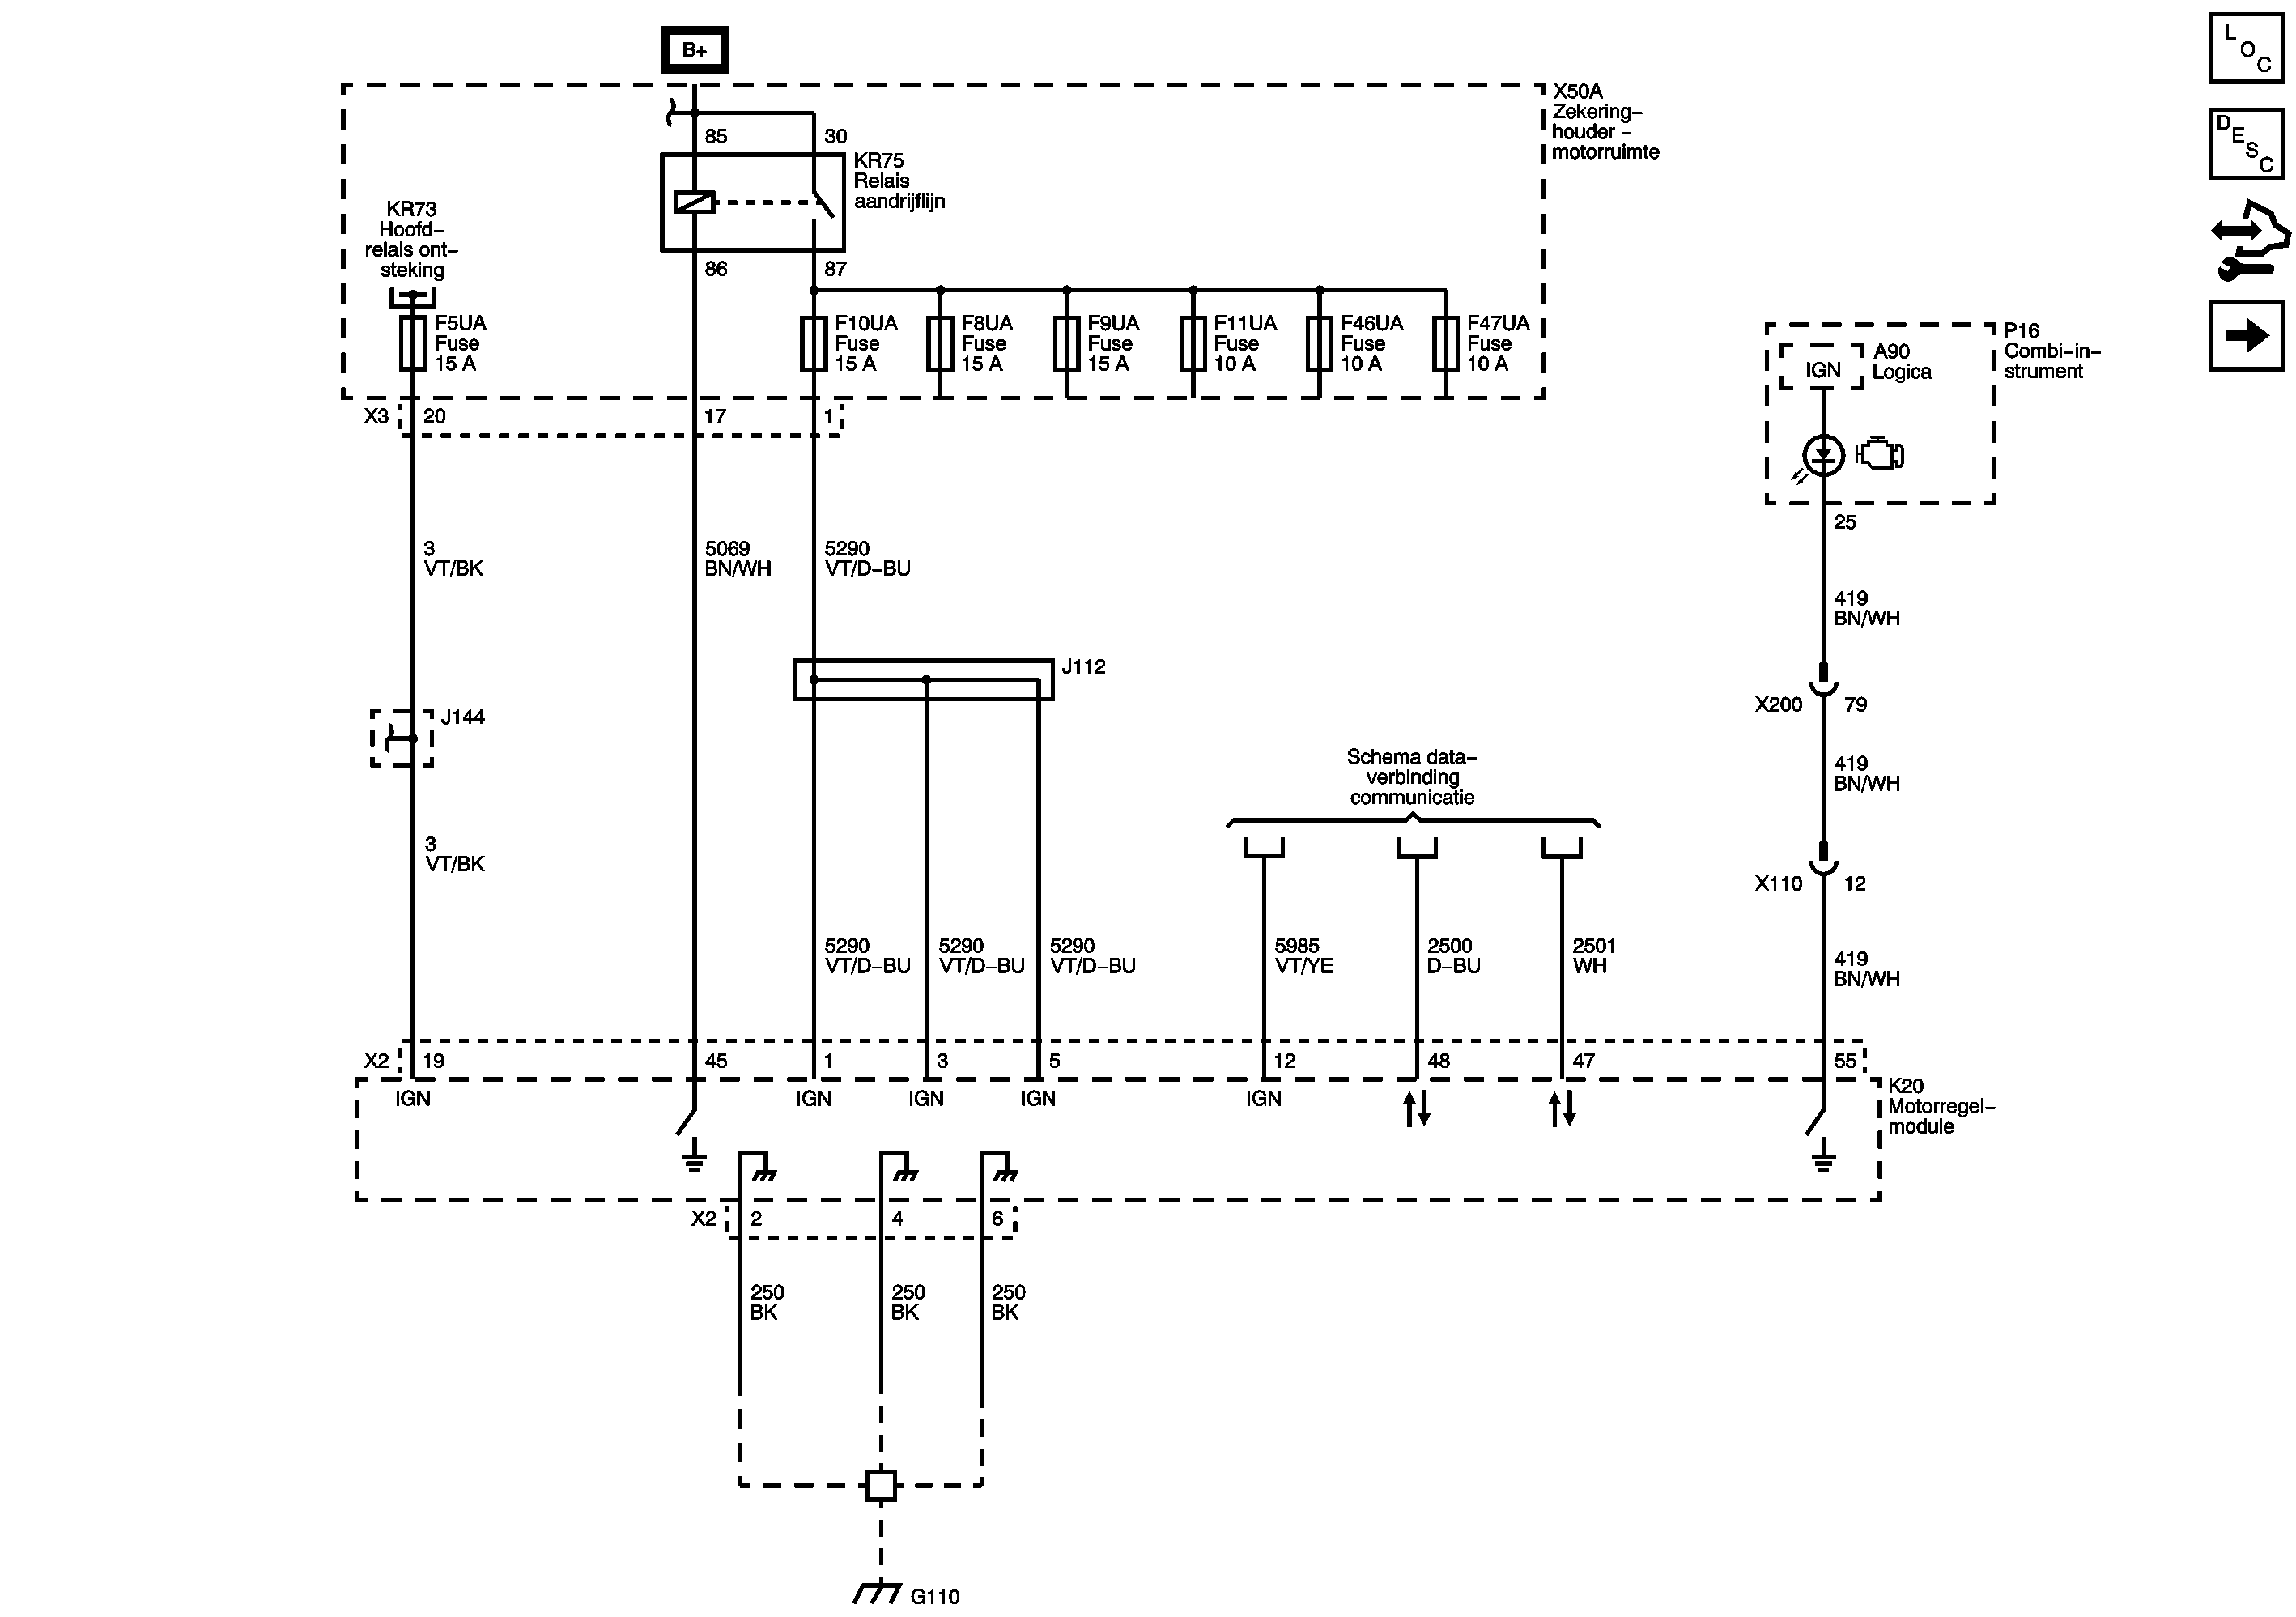 B+
L
O
C
X50A
Zekering-
houder -
motorruimte
D
E
S
C
85
30
KR75
Relais
aandrijflijn
KR73
Hoofd-
relais ont-
steking
86
87
F5UA
Fuse
15 A
F10UA
Fuse
15 A
F8UA
Fuse
15 A
F9UA
Fuse
15 A
F11UA
Fuse
10 A
F46UA
Fuse
10 A
F47UA
Fuse
10 A
P16
Combi-in-
strument
A90
Logica
IGN
X3
20
17
1
25
3
VT/BK
5069
BN/WH
5290
VT/D-BU
419
BN/WH
J112
J144
X200
79
Schema data-
verbinding
communicatie
419
BN/WH
3
VT/BK
X110
12
5290
VT/D-BU
5290
VT/D-BU
5290
VT/D-BU
5985
VT/YE
2500
D-BU
2501
WH
419
BN/WH
X2
19
45
1
3
5
12
48
47
55
IGN
IGN
IGN
IGN
IGN
K20
Motorregel-
module
X2
2
4
6
250
BK
250
BK
250
BK
G110